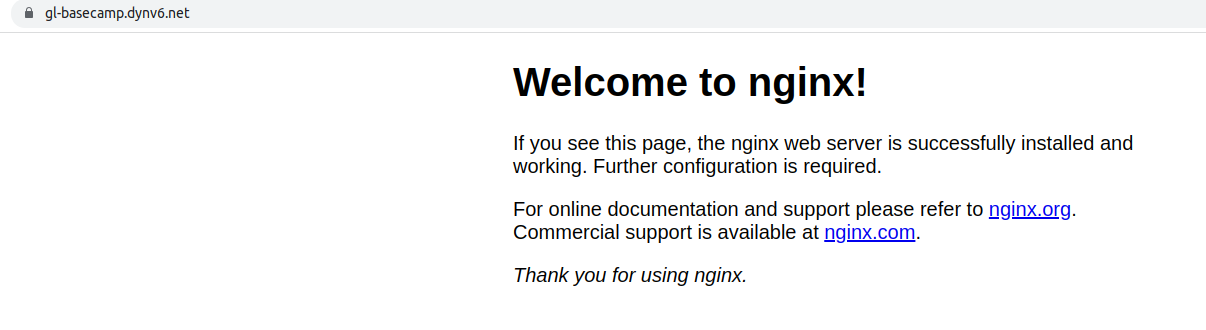 gl-basecamp.dynv6.net
Welcome to nginx!
If you see this page, the nginx web server is successfully installed and
working. Further configuration is required.
For online documentation and support please refer to nginx.org.
Commercial support is available at nginx.com.
Thank you for using nginx.